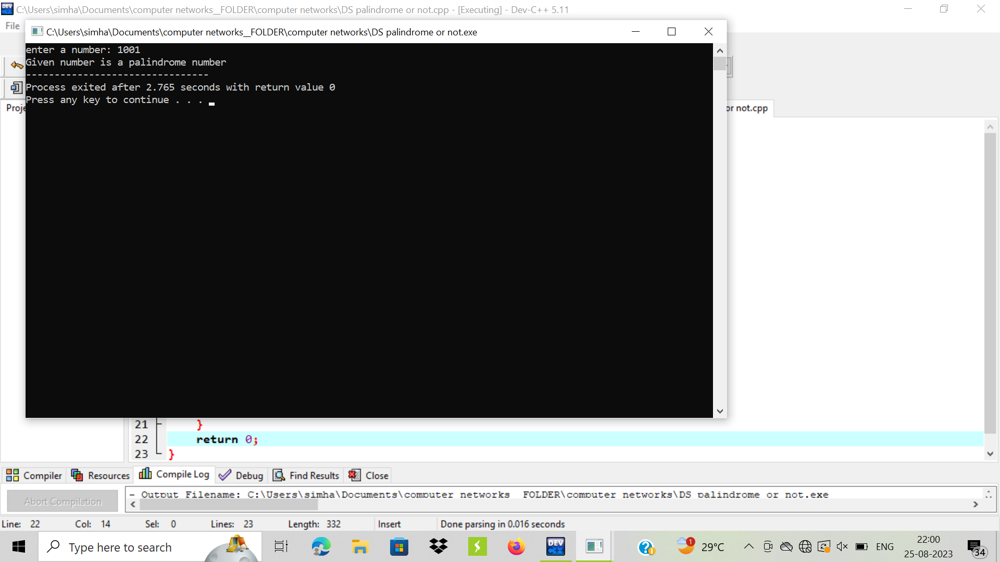 C:\Users\simha\Documents\computer networks__FOLDER\computer networks\DS palindrome or not.cpp - [Executing] - Dev-C++ 5.11
File
C:\Users\simha\Documents\computer networks__FOLDER\computer networks\DS palindrome or not.exe
enter a number: 1001
Given number is a palindrome number
--------------------------------
Process exited after 2.765 seconds with return value 0
Press any key to continue . . .
Proje
or not.cpp
21 }
22 return 0;
23 }
Compiler Resources Compile Log Debug Find Results Close
Abort Compilation
- Output Filename: C:\Users\simha\Documents\computer networks__FOLDER\computer networks\DS palindrome or not.exe
Line: 22 Col: 14 Sel: 0 Lines: 23 Length: 332 Insert Done parsing in 0.016 seconds
Type here to search
DEV C++
1
29°C
ENG
22:00
25-08-2023
34